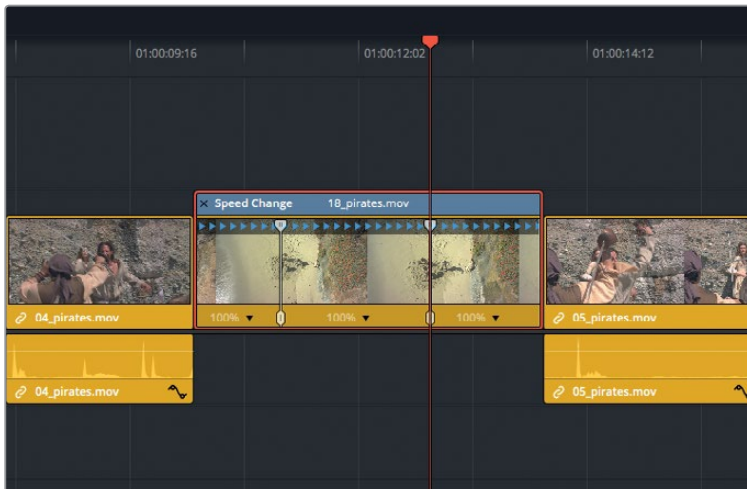 01:00:09:16 01:00:12:02 01:00:14:12
Speed Change 18_pirates.mov
04_pirates.mov 100% 100% 100% 05_pirates.mov
04_pirates.mov 05_pirates.mov